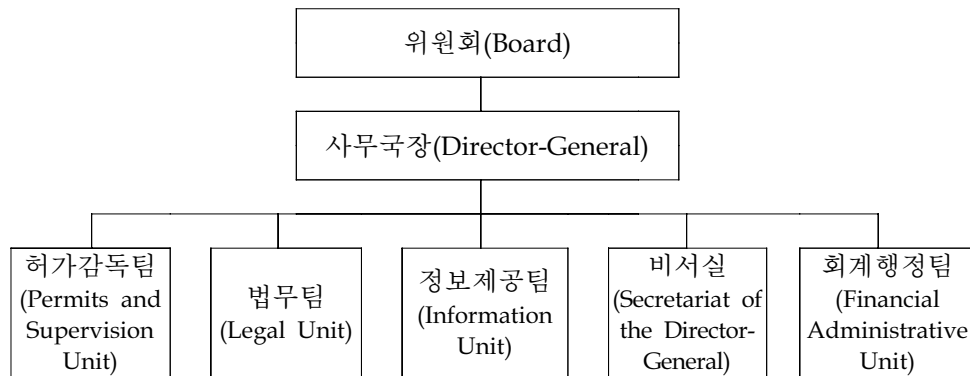 위원회(Board)
사무국장(Director-General)
허가감독팀
(Permits and
Supervision
Unit)
법무팀
(Legal Unit)
정보제공팀
(Information
Unit)
비서실
(Secretariat of
the Director-
General)
회계행정팀
(Financial
Administrative
Unit)